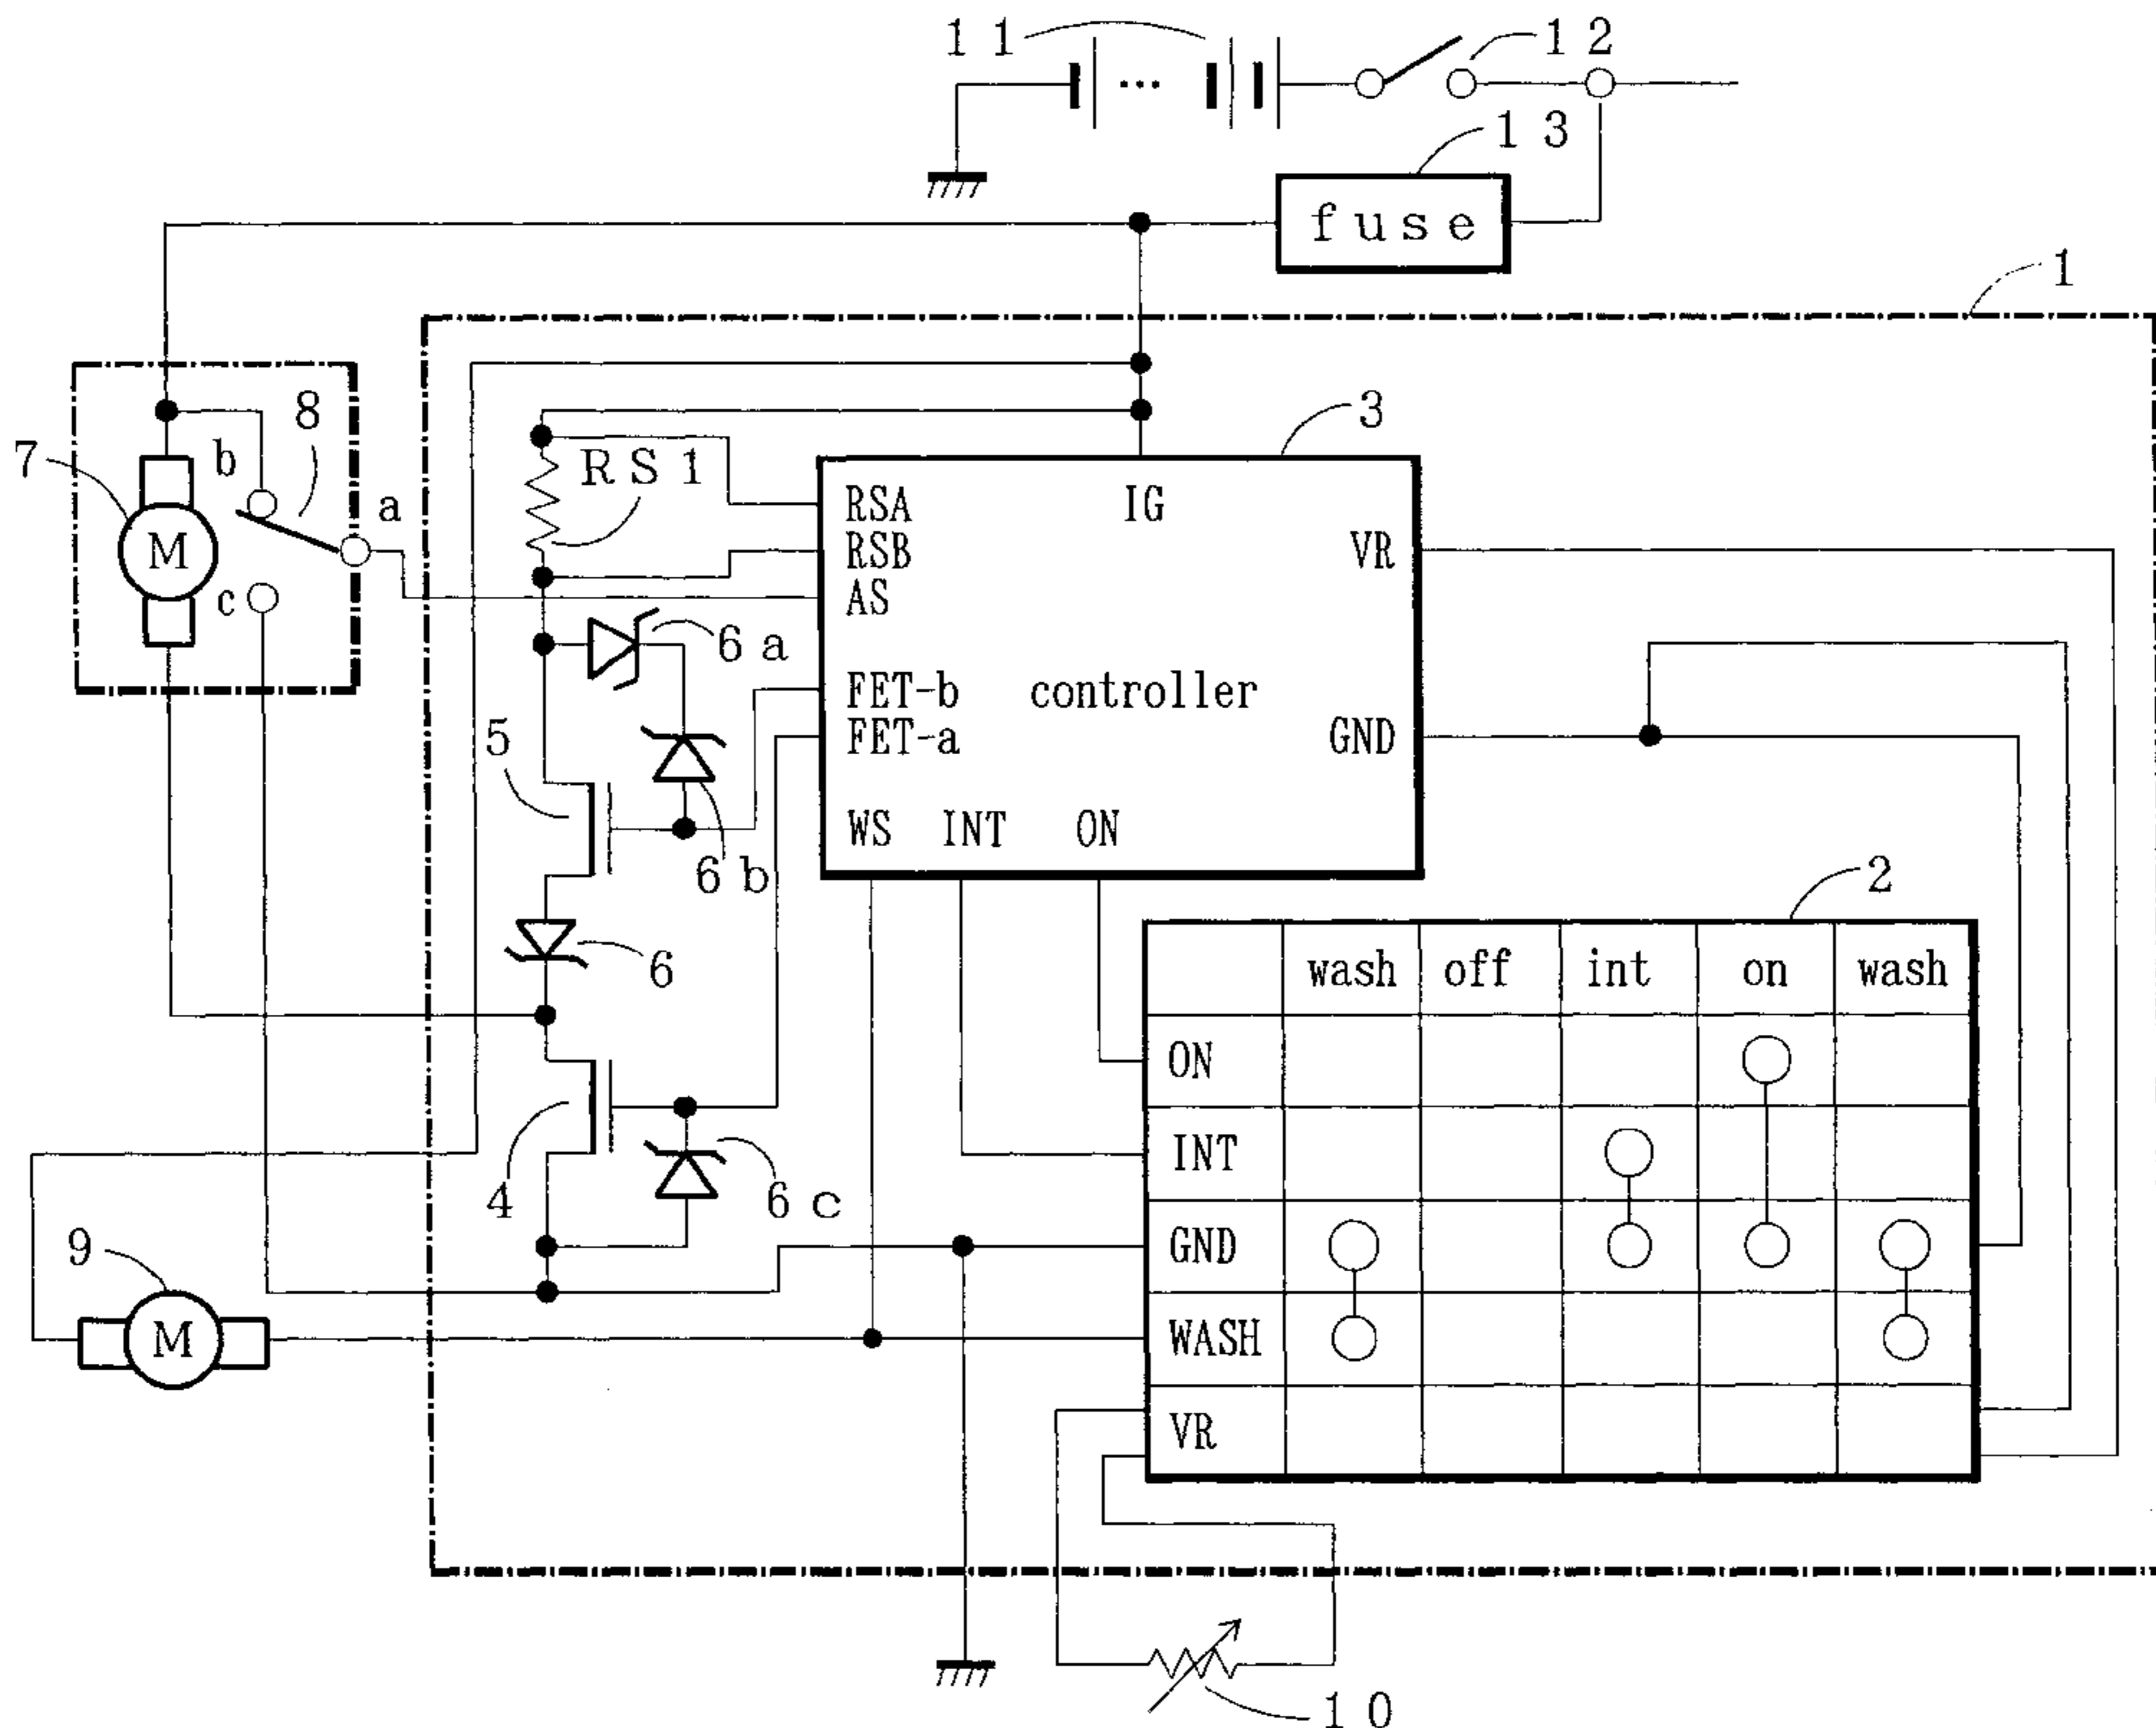 11
12
13
fuse
1
8
3
7
b
RS1
a
M
RSA
IG
RSB
VR
c
AS
6a
FET-b
controller
5
FET-a
GND
WS
INT
ON
6b
2
6
wash
off
int
on
wash
ON
INT
4
6c
9
GND
M
WASH
VR
10